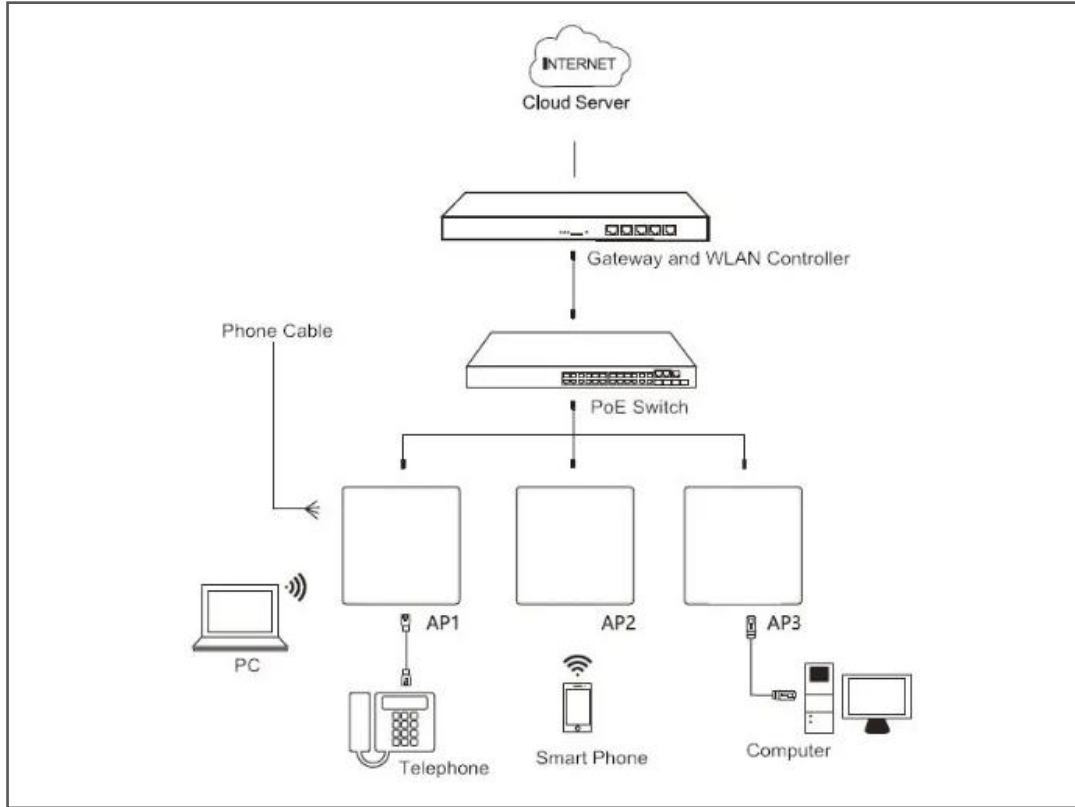 INTERNET
Cloud Server
Gateway and WLAN Controller
Phone Cable
PoE Switch
AP1
AP2
AP3
PC
Telephone
Smart Phone
Computer